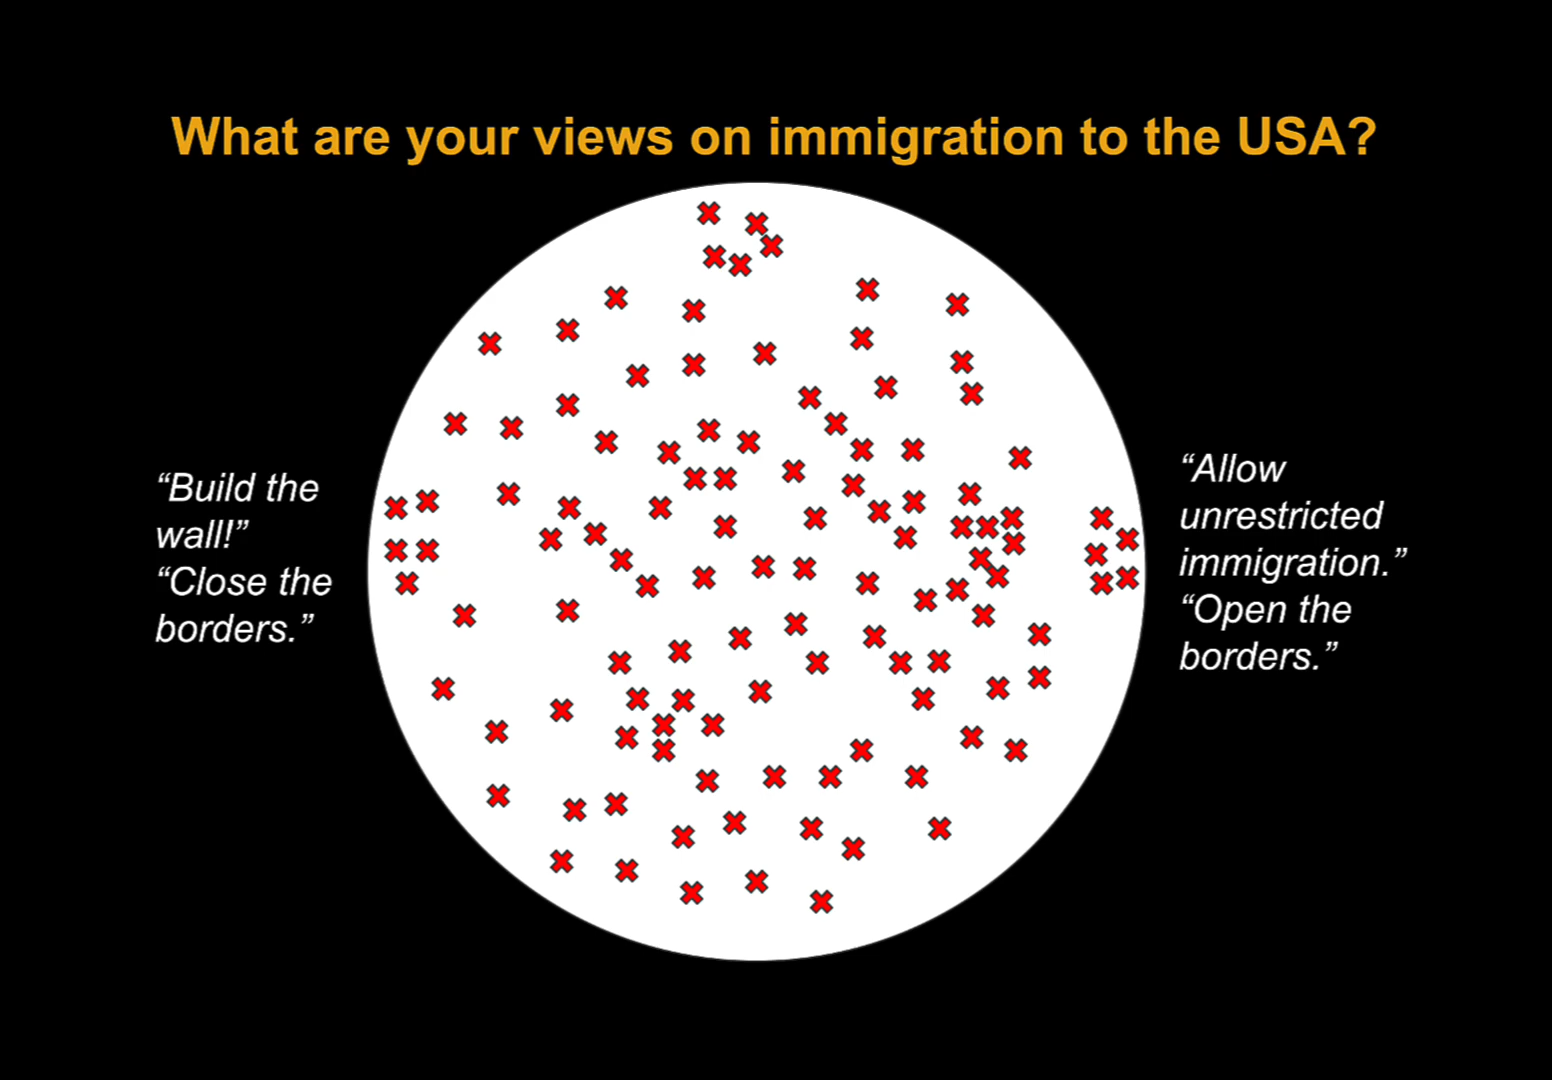 What are your views on immigration to the USA?
“Build the
wall!”
“Close the
borders.”
“Allow
unrestricted
immigration.”
“Open the
borders.”